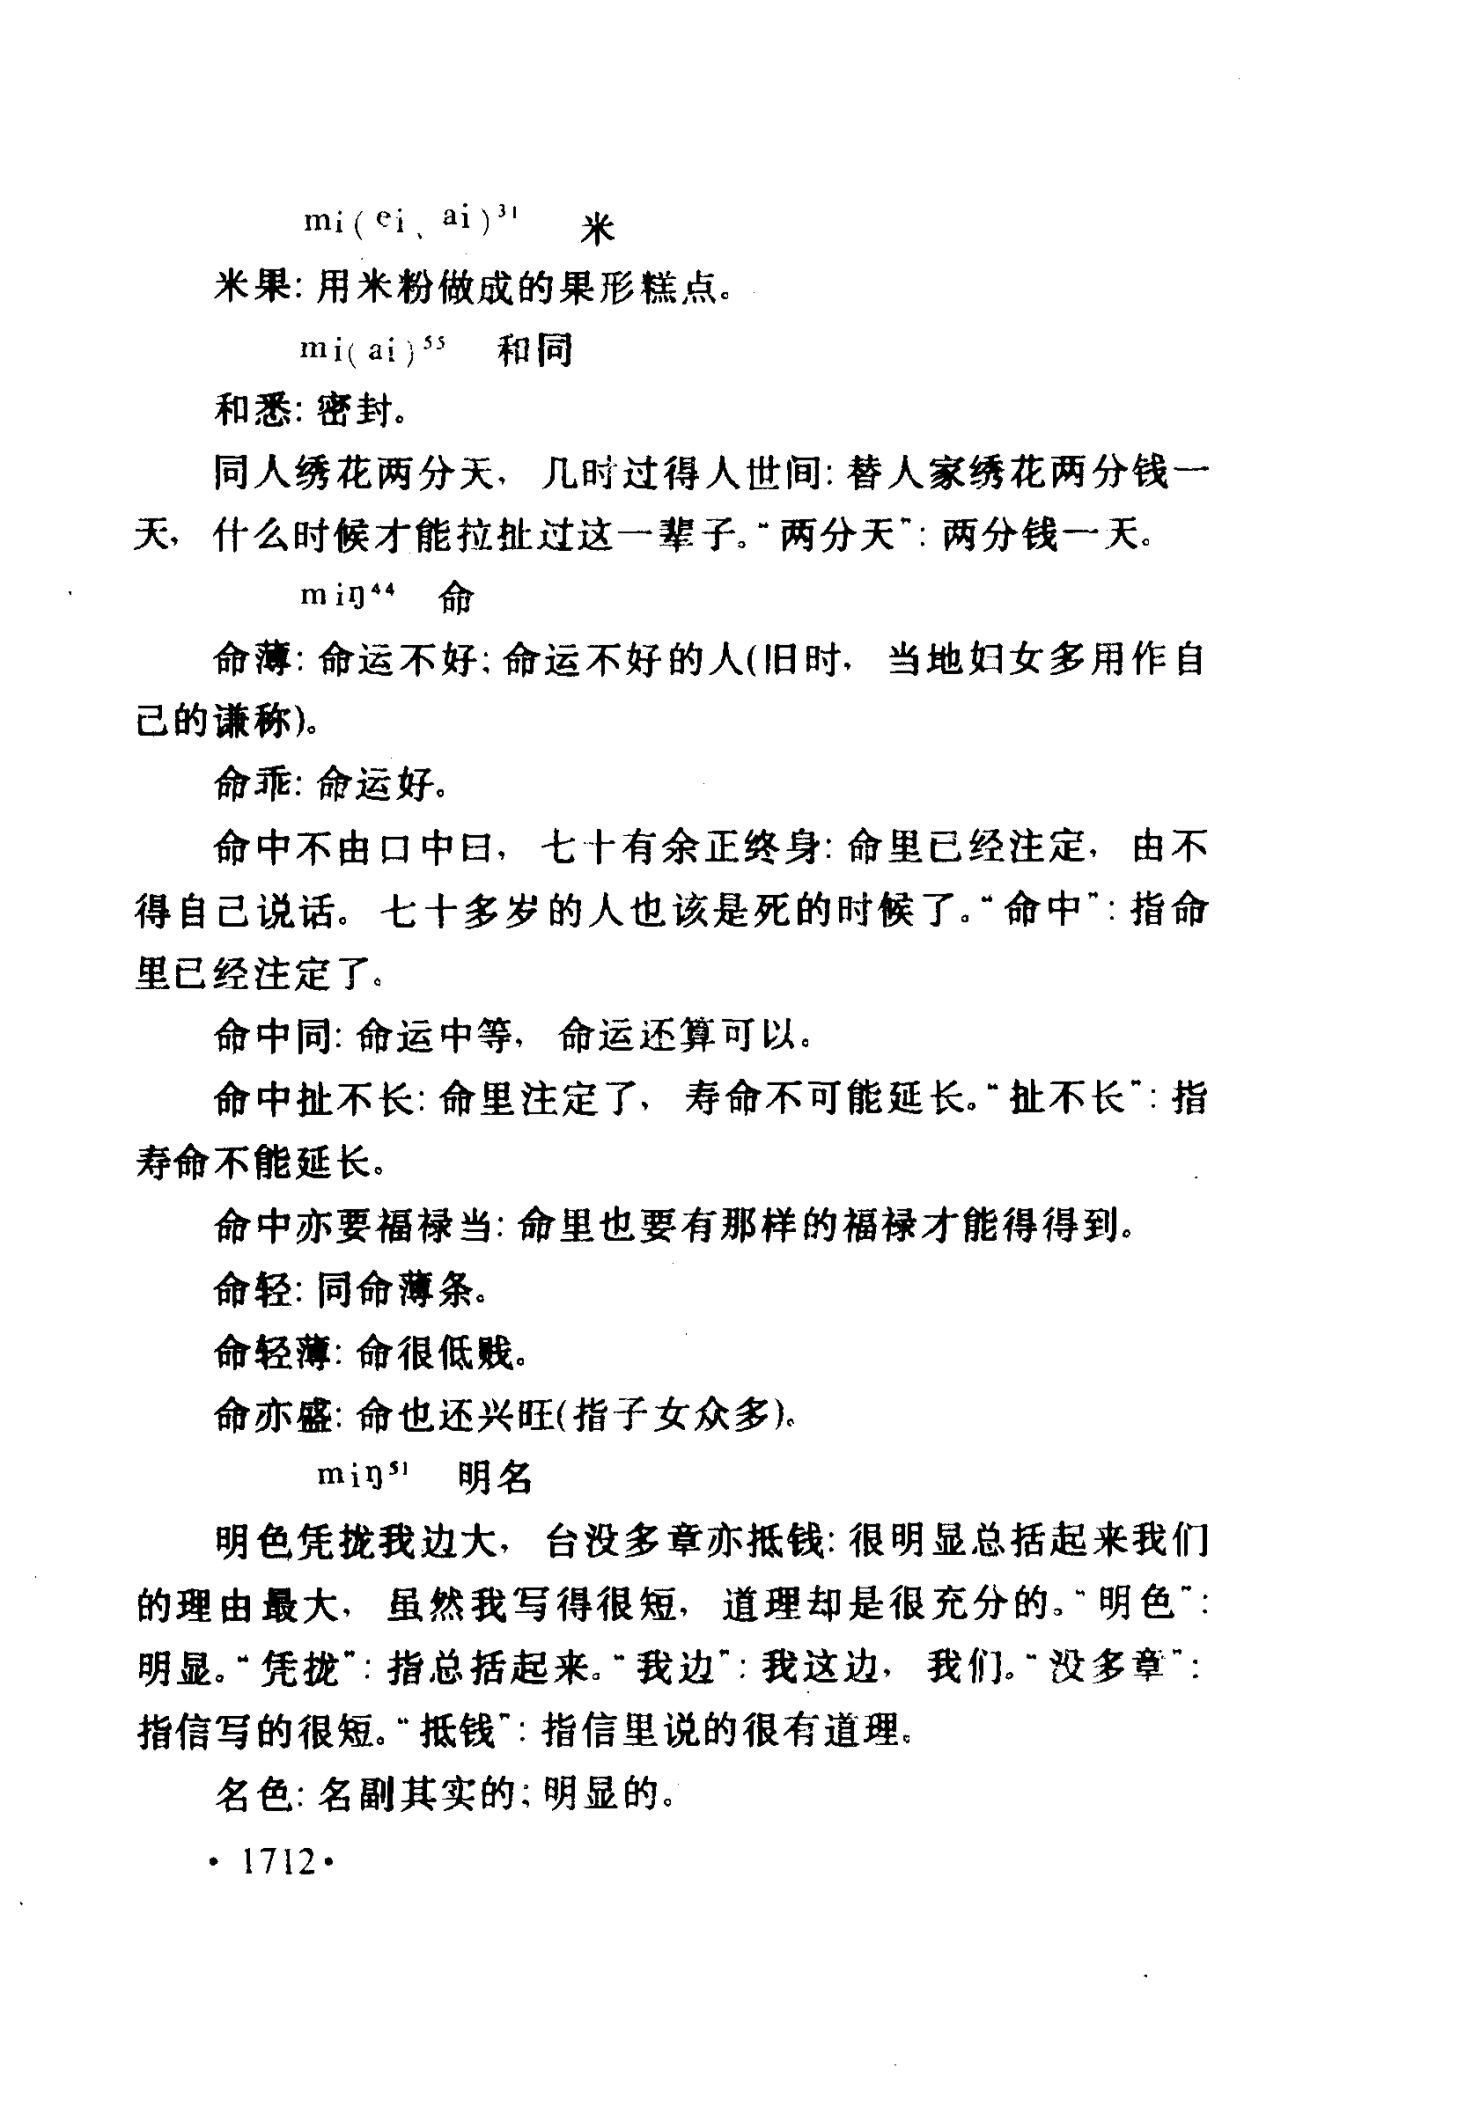 mi(ei、ai)³¹ 米
米果：用米粉做成的果形糕点。
mi(ai)⁵⁵ 和同
和悉：密封。
同人绣花两分天，几时过得人世间：替人家绣花两分钱一
天，什么时候才能拉扯过这一辈子。“两分天”：两分钱一天。
miŋ⁴⁴ 命
命薄：命运不好；命运不好的人(旧时，当地妇女多用作自
己的谦称)。
命乖：命运好。
命中不由口中曰，七十有余正终身：命里已经注定，由不
得自己说话。七十多岁的人也该是死的时候了。“命中”：指命
里已经注定了。
命中同：命运中等，命运还算可以。
命中扯不长：命里注定了，寿命不可能延长。“扯不长”：指
寿命不能延长。
命中亦要福禄当：命里也要有那样的福禄才能得得到。
命轻：同命薄条。
命轻薄：命很低贱。
命亦盛：命也还兴旺(指子女众多)。
miŋ⁵¹ 明名
明色凭拢我边大，台没多章亦抵钱：很明显总括起来我们
的理由最大，虽然我写得很短，道理却是很充分的。“明色”：
明显。“凭拢”：指总括起来。“我边”：我这边，我们。“没多章”：
指信写的很短。“抵钱”：指信里说的很有道理。
名色：名副其实的；明显的。
· 1712 ·